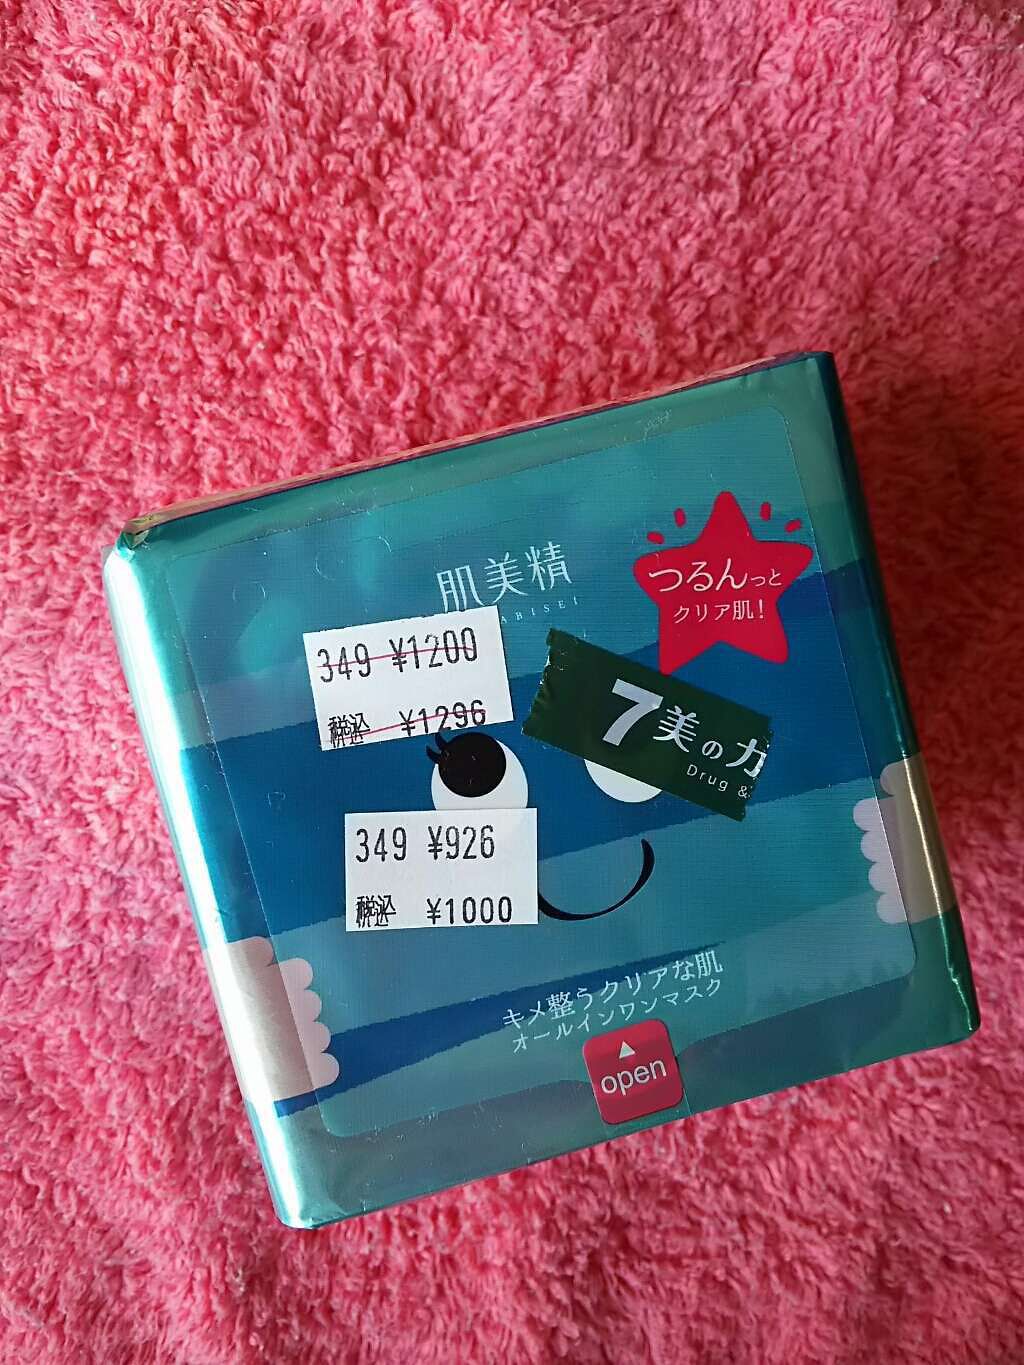 肌美精
ABISEI
つるんっと
クリア肌!
349 ¥1200
税込 ¥1296
7美の力
Drug &
349 ¥926
税込 ¥1000
キメ整うクリアな肌
オールインワンマスク
open